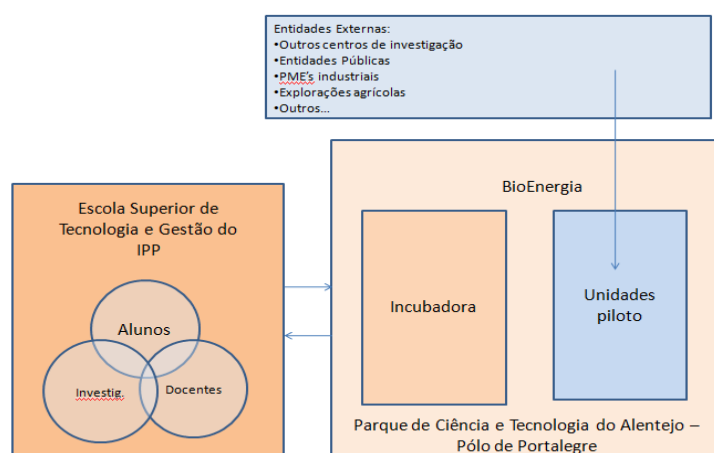 Entidades Externas:
•Outros centros de investigação
•Entidades Públicas
•PME's industriais
•Explorações agrícolas
•Outros...
BioEnergia
Escola Superior de
Tecnologia e Gestão do
IPP
Alunos
Investig.
Docentes
Incubadora
Unidades
piloto
Parque de Ciência e Tecnologia do Alentejo –
Pólo de Portalegre